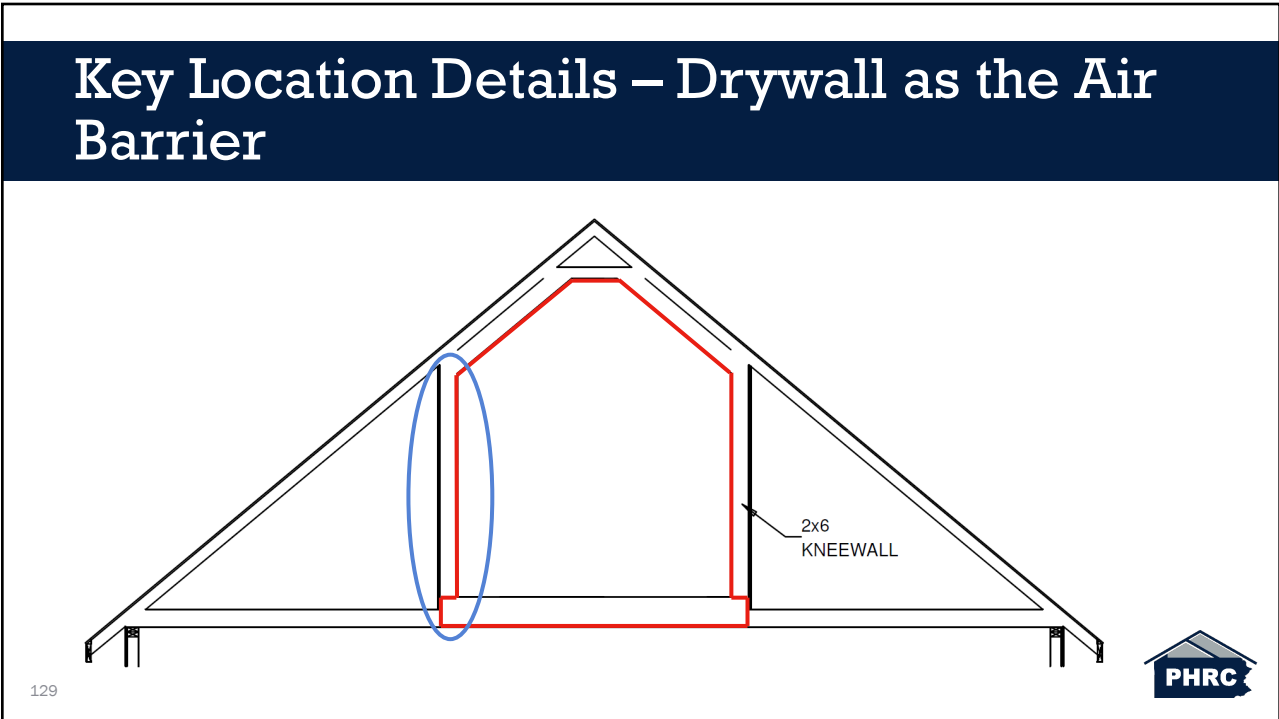 Key Location Details – Drywall as the Air
Barrier
2x6
KNEEWALL
129
PHRC